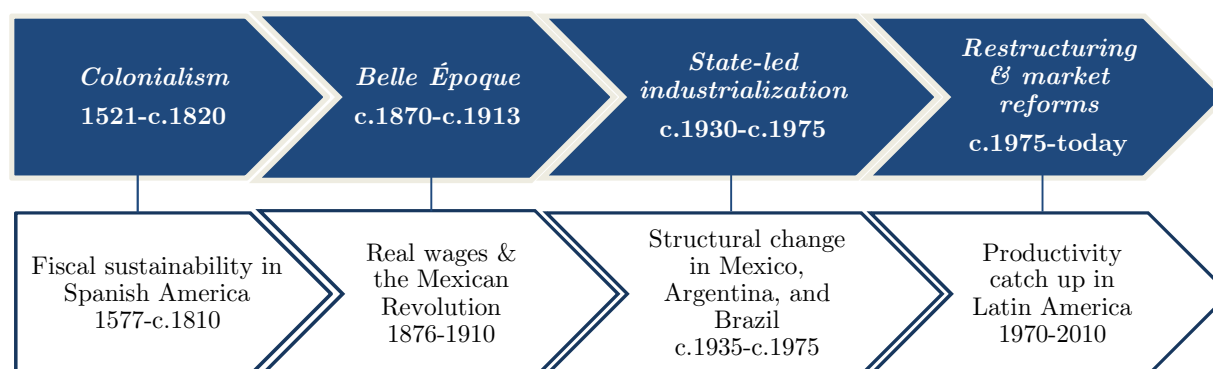 Colonialism
1521-c.1820
Belle Époque
c.1870-c.1913
State-led
industrialization
c.1930-c.1975
Restructuring
& market
reforms
c.1975-today
Fiscal sustainability in
Spanish America
1577-c.1810
Real wages &
the Mexican
Revolution
1876-1910
Structural change
in Mexico,
Argentina, and
Brazil
c.1935-c.1975
Productivity
catch up in
Latin America
1970-2010